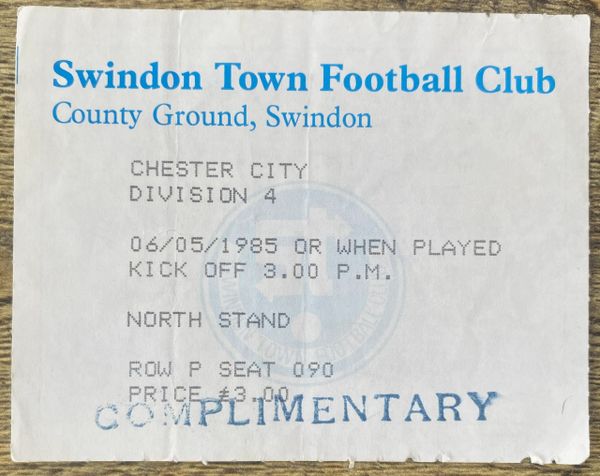 Swindon Town Football Club
County Ground, Swindon
CHESTER CITY
DIVISION 4
06/05/1985 OR WHEN PLAYED
KICK OFF 3.00 P.M.
NORTH STAND
ROW P SEAT 090
PRICE £3.00
COMPLIMENTARY